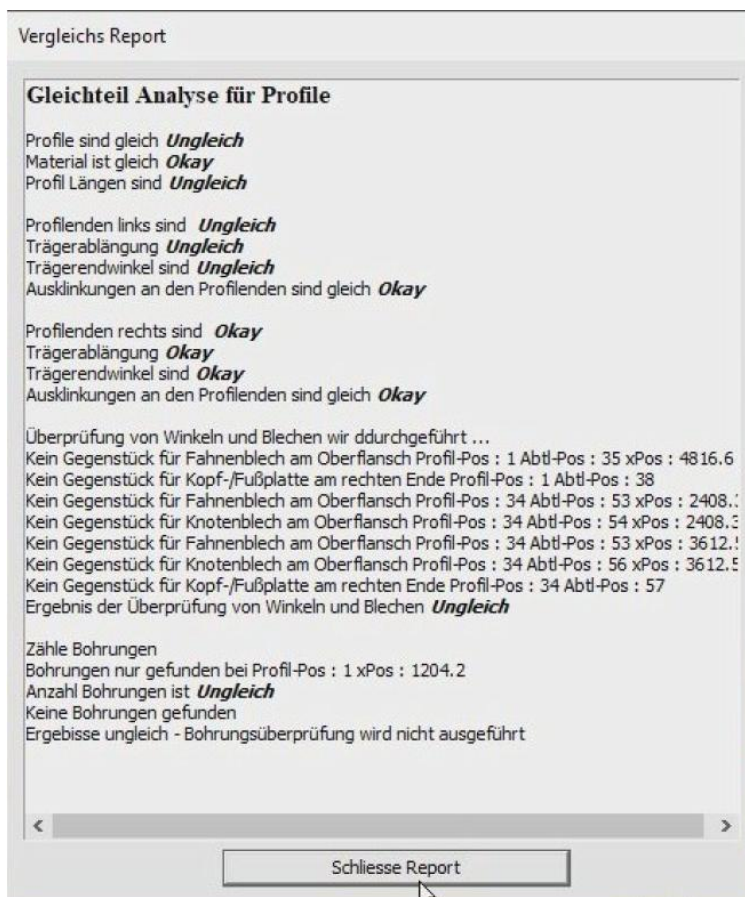 Vergleichs Report
Gleichteil Analyse für Profile
Profile sind gleich Ungleich
Material ist gleich Okay
Profil Längen sind Ungleich
Profilenden links sind Ungleich
Trägerablängung Ungleich
Trägerendwinkel sind Ungleich
Ausklinkungen an den Profilenden sind gleich Okay
Profilenden rechts sind Okay
Trägerablängung Okay
Trägerendwinkel sind Okay
Ausklinkungen an den Profilenden sind gleich Okay
Überprüfung von Winkeln und Blechen wir ddurchgeführt ...
Kein Gegenstück für Fahnenblech am Oberflansch Profil-Pos : 1 Abtl-Pos : 35 xPos : 4816.6
Kein Gegenstück für Kopf-/Fußplatte am rechten Ende Profil-Pos : 1 Abtl-Pos : 38
Kein Gegenstück für Fahnenblech am Oberflansch Profil-Pos : 34 Abtl-Pos : 53 xPos : 2408.
Kein Gegenstück für Knotenblech am Oberflansch Profil-Pos : 34 Abtl-Pos : 54 xPos : 2408.3
Kein Gegenstück für Fahnenblech am Oberflansch Profil-Pos : 34 Abtl-Pos : 53 xPos : 3612.
Kein Gegenstück für Knotenblech am Oberflansch Profil-Pos : 34 Abtl-Pos : 56 xPos : 3612.5
Kein Gegenstück für Kopf-/Fußplatte am rechten Ende Profil-Pos : 34 Abtl-Pos : 57
Ergebnis der Überprüfung von Winkeln und Blechen Ungleich
Zähle Bohrungen
Bohrungen nur gefunden bei Profil-Pos : 1 xPos : 1204.2
Anzahl Bohrungen ist Ungleich
Keine Bohrungen gefunden
Ergebnisse ungleich - Bohrungsüberprüfung wird nicht ausgeführt
Schliesse Report